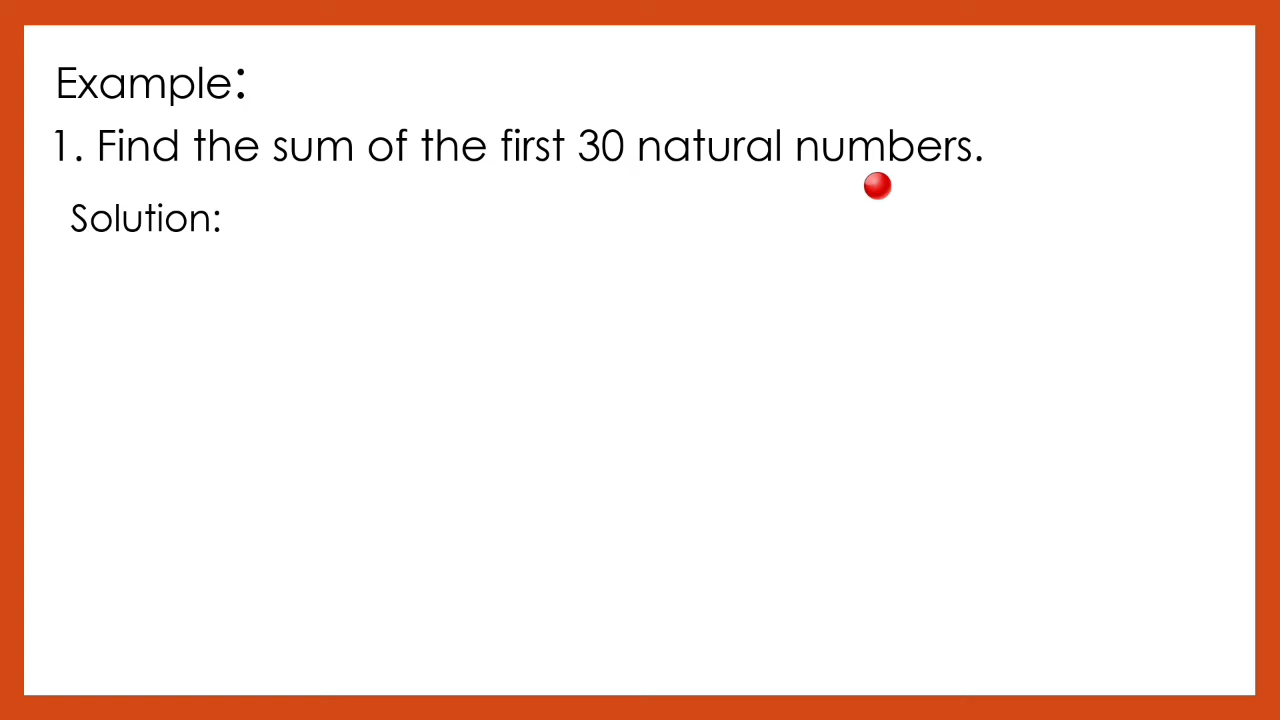 Example:
1. Find the sum of the first 30 natural numbers.
Solution: